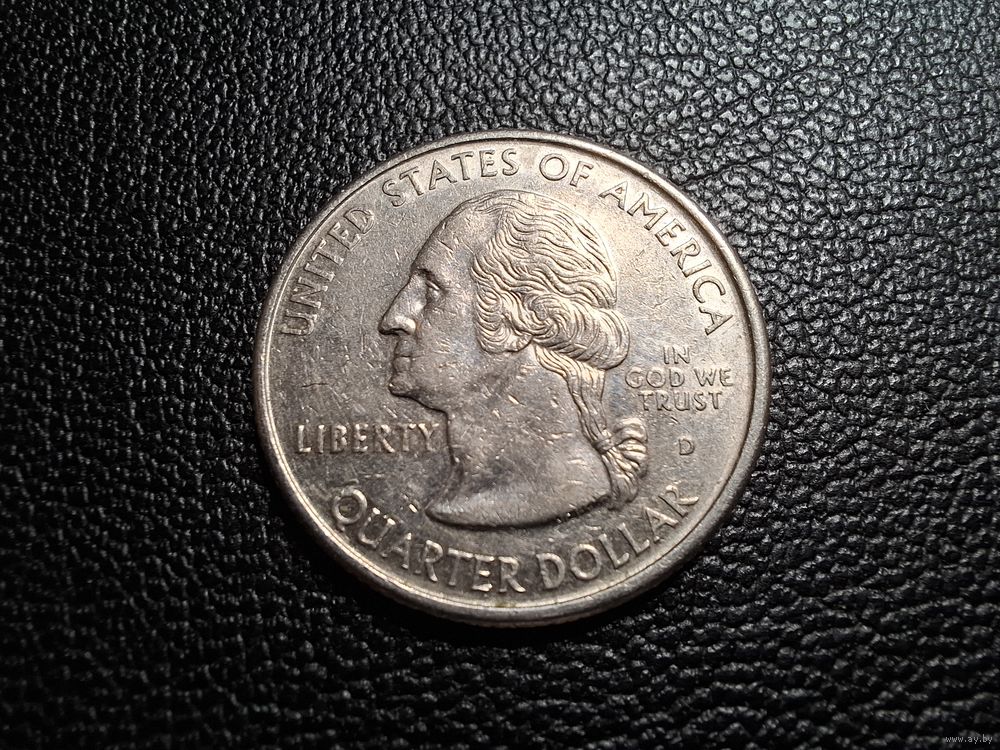 UNITED STATES OF AMERICA
IN
GOD WE
TRUST
LIBERTY
D
QUARTER DOLLAR
www.ay.by